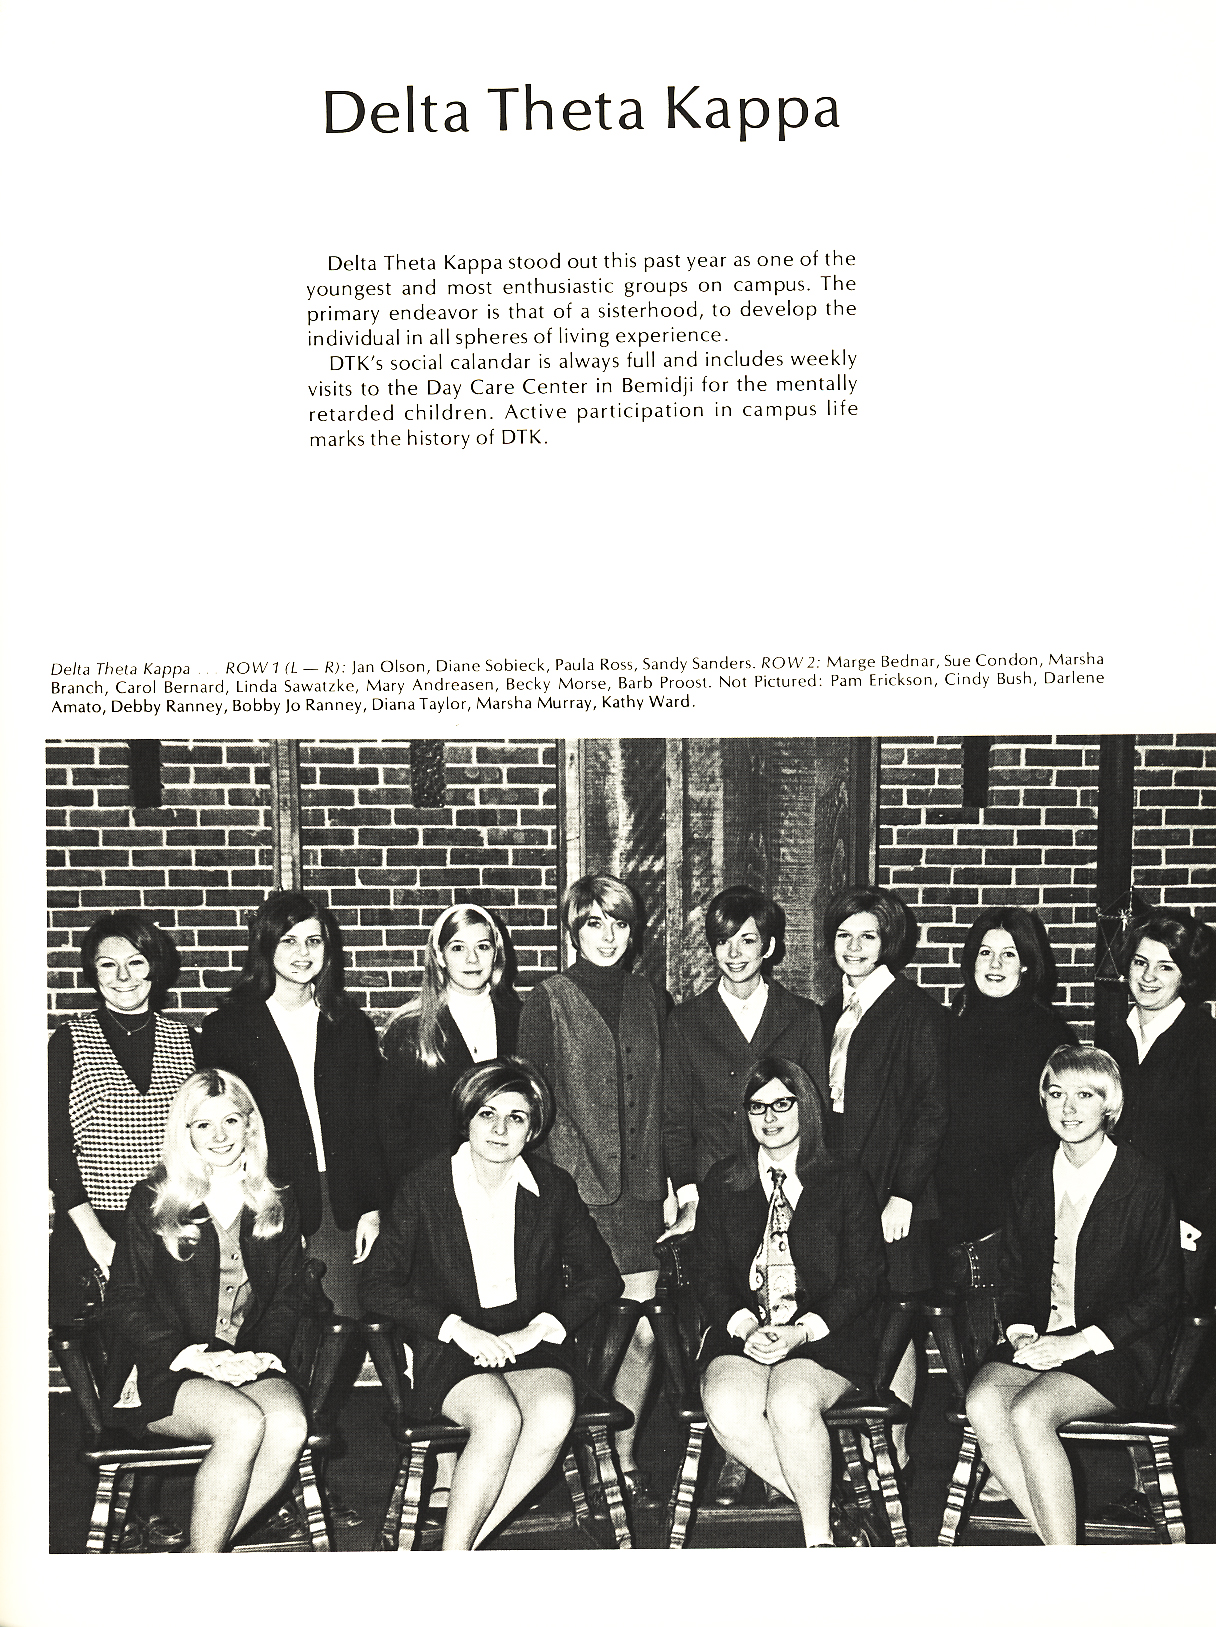 Delta Theta Kappa
Delta Theta Kappa stood out this past year as one of the
youngest and most enthusiastic groups on campus. The
primary endeavor is that of a sisterhood, to develop the
individual in all spheres of living experience.
DTK's social calandar is always full and includes weekly
visits to the Day Care Center in Bemidji for the mentally
retarded children. Active participation in campus life
marks the history of DTK.
Delta Theta Kappa . . . ROW 1 (L — R): Jan Olson, Diane Sobieck, Paula Ross, Sandy Sanders. ROW 2: Marge Bednar, Sue Condon, Marsha
Branch, Carol Bernard, Linda Sawatzke, Mary Andreasen, Becky Morse, Barb Proost. Not Pictured: Pam Erickson, Cindy Bush, Darlene
Amato, Debby Ranney, Bobby Jo Ranney, Diana Taylor, Marsha Murray, Kathy Ward.